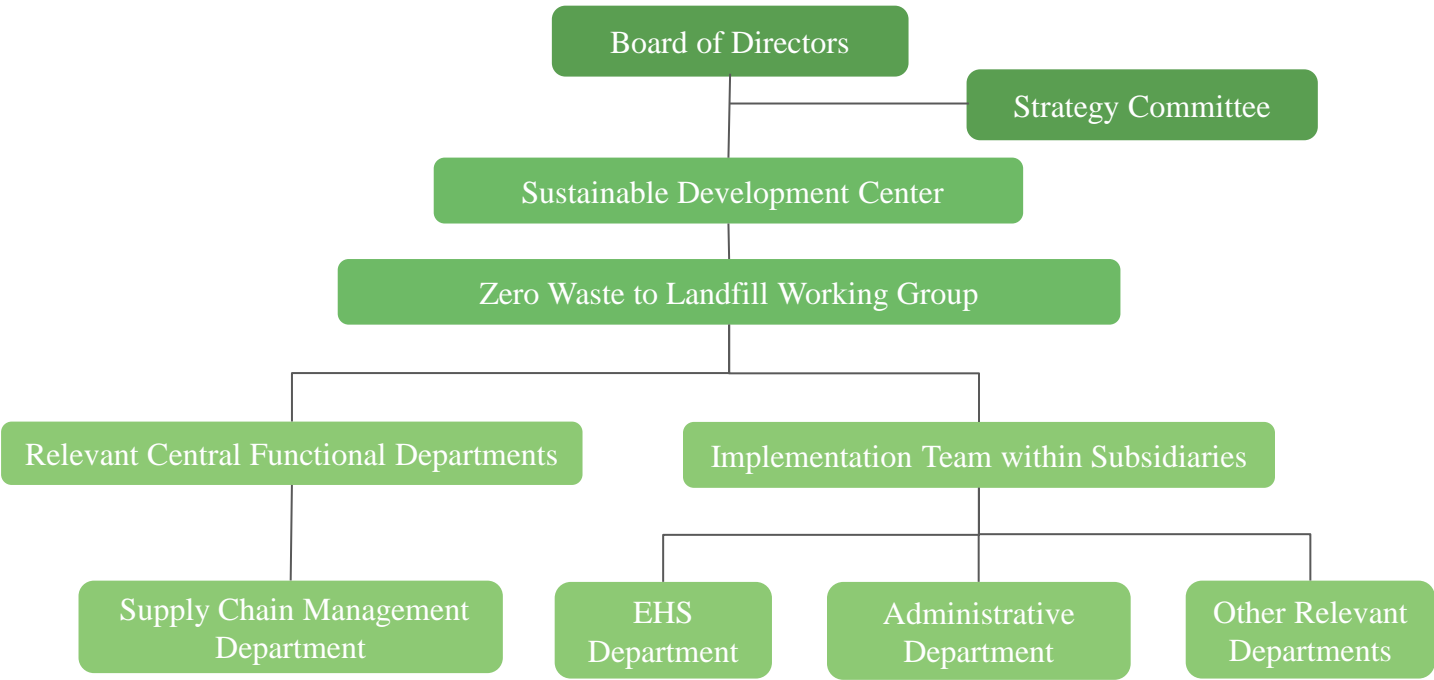 Board of Directors
Strategy Committee
Sustainable Development Center
Zero Waste to Landfill Working Group
Relevant Central Functional Departments
Implementation Team within Subsidiaries
Supply Chain Management
Department
EHS
Department
Administrative
Department
Other Relevant
Departments